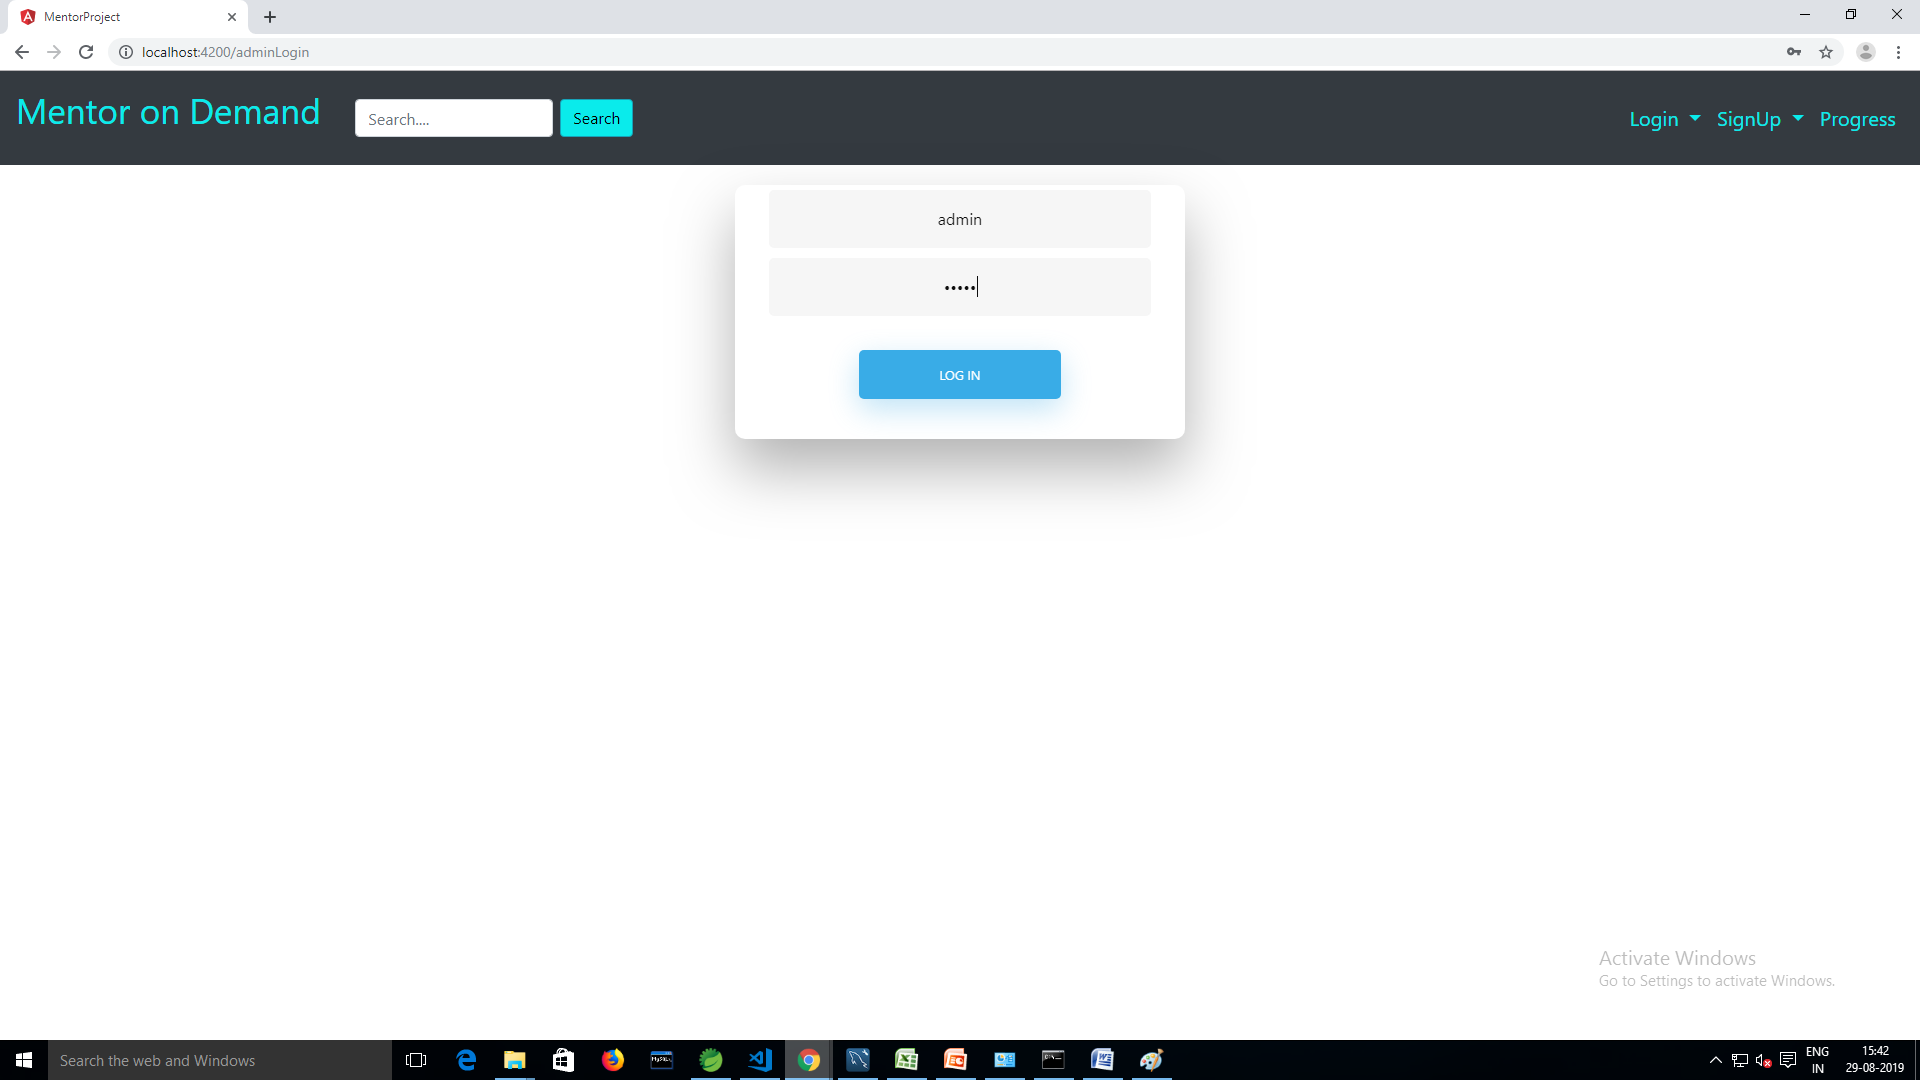 MentorProject
localhost:4200/adminLogin
Mentor on Demand
Search....
Search
Login
SignUp
Progress
admin
•••••
LOG IN
Activate Windows
Go to Settings to activate Windows.
Search the web and Windows
ENG
IN
15:42
29-08-2019